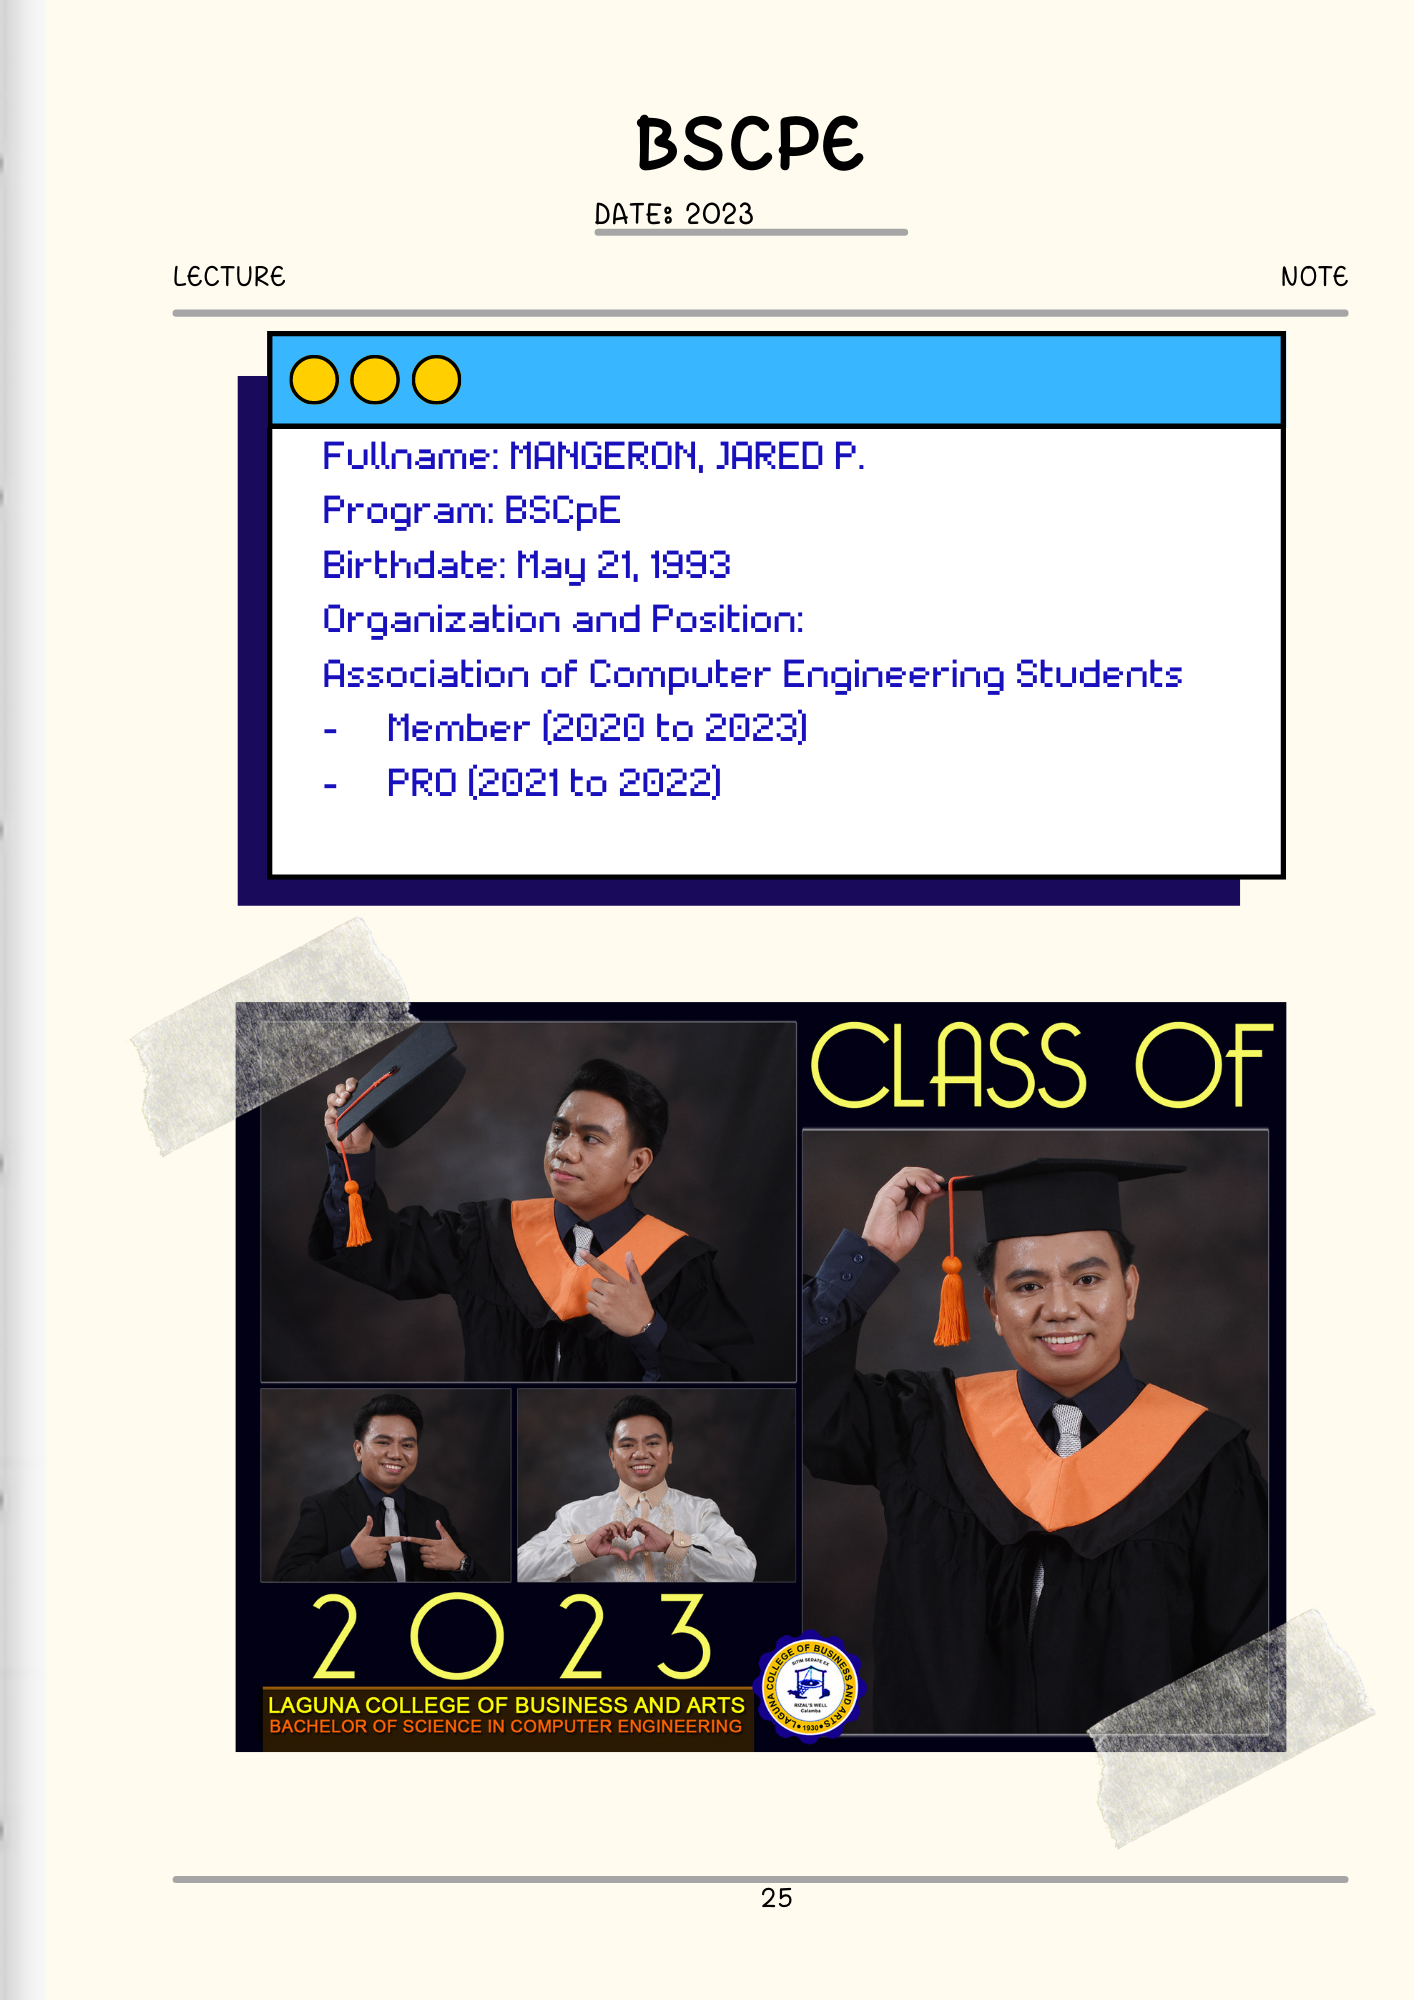 BSCPE
DATE: 2023
LECTURE
NOTE
Fullname: MANGERON, JARED P.
Program: BSCpE
Birthdate: May 21, 1993
Organization and Position:
Association of Computer Engineering Students
- Member (2020 to 2023)
- PRO (2021 to 2022)
CLASS OF
2023
LAGUNA COLLEGE OF BUSINESS AND ARTS
BACHELOR OF SCIENCE IN COMPUTER ENGINEERING
LAGUNA COLLEGE OF BUSINESS AND ARTS
RIZAL'S WELL
Calamba
1930
25